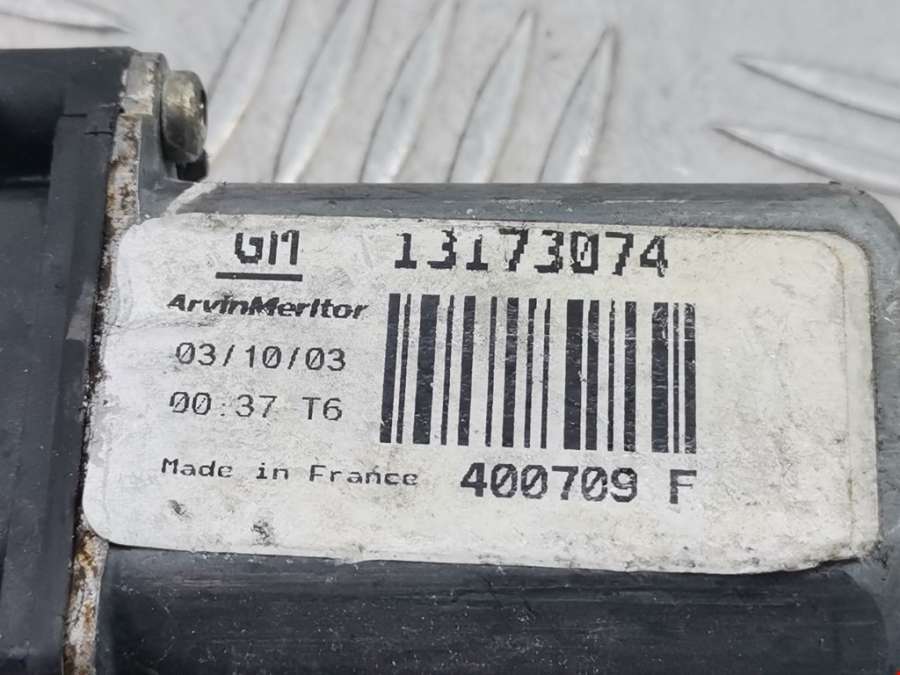 GM 13173074
ArvinMeritor
03/10/03
00:37 T6
Made in France 400709 F